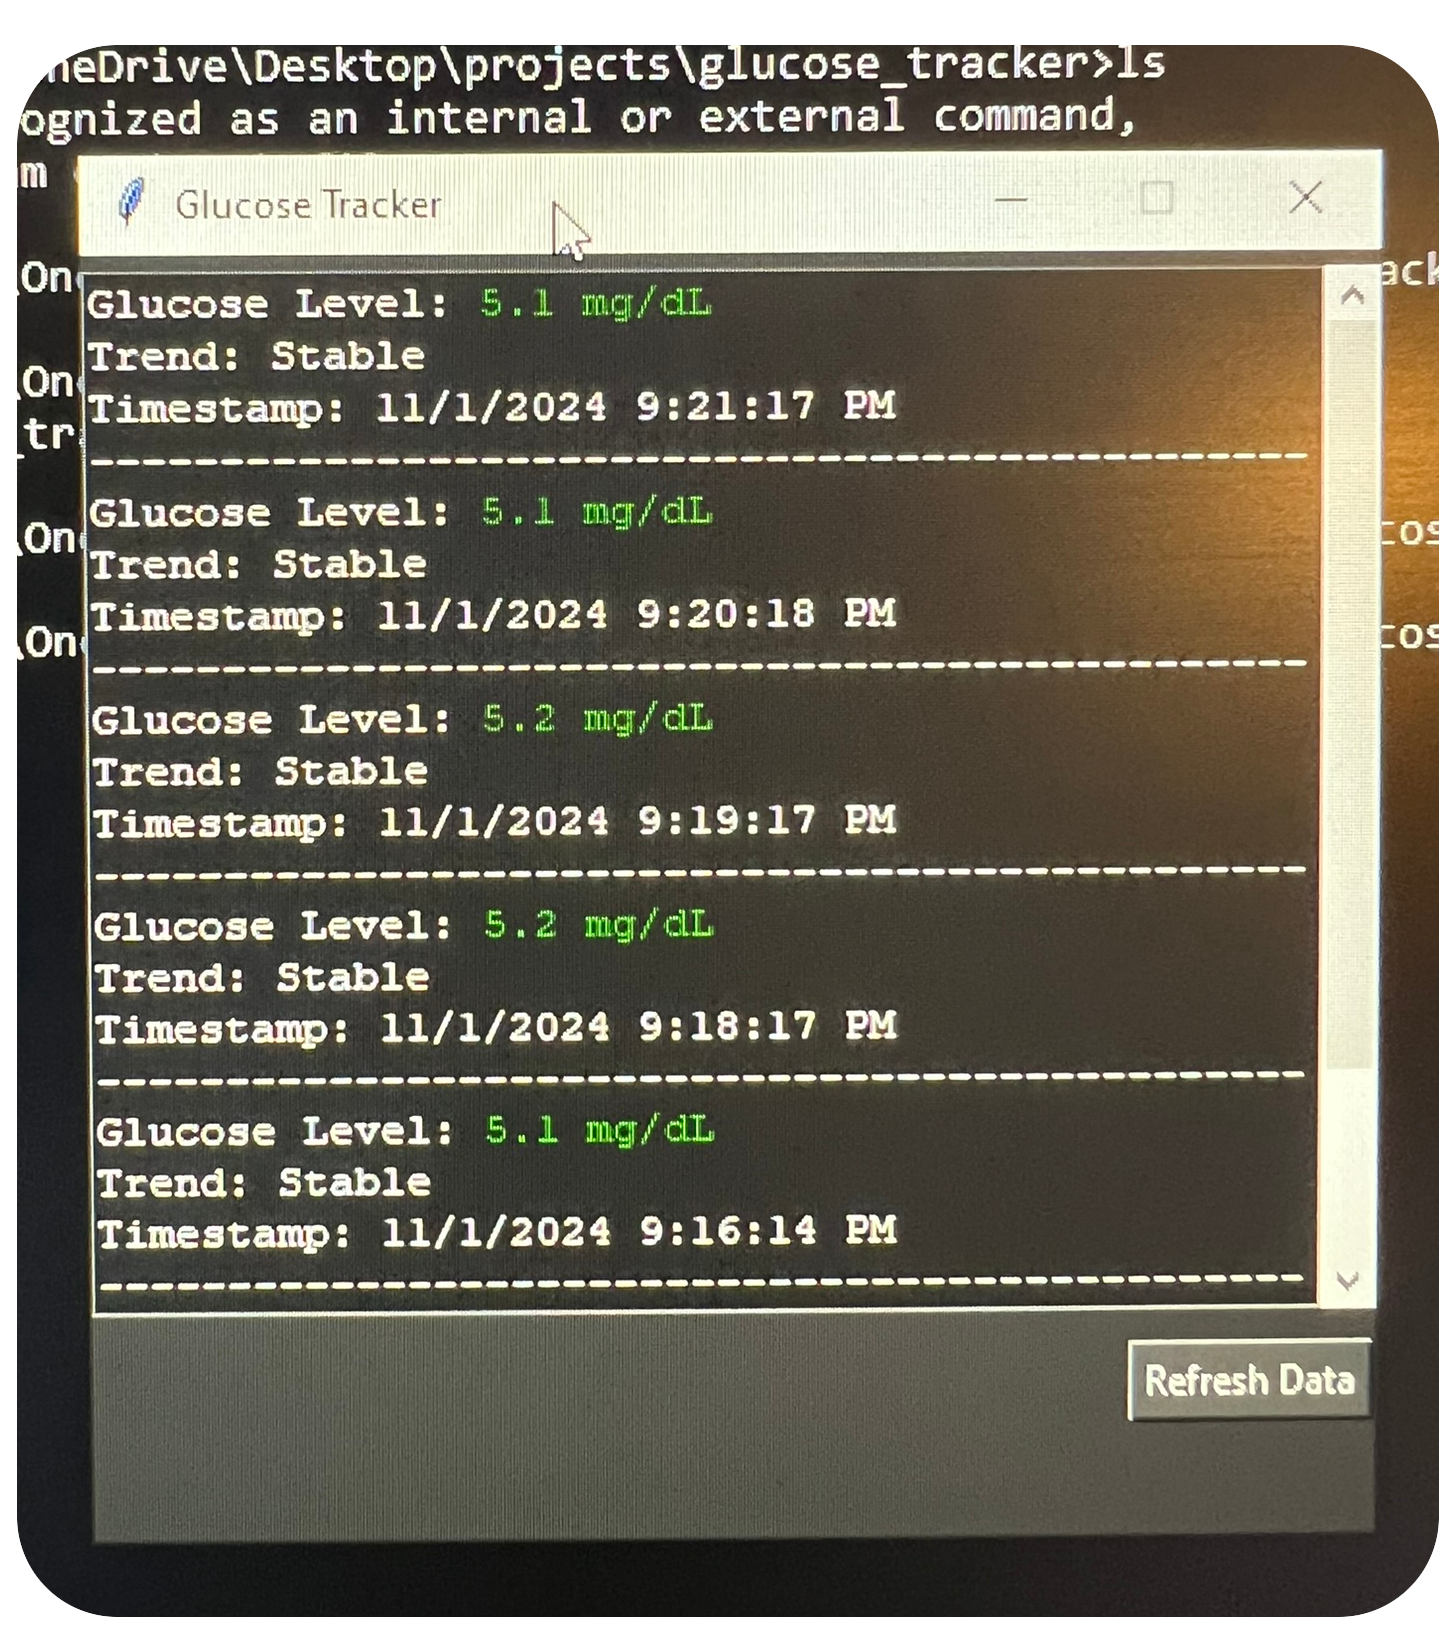 neDrive\Desktop\projects\glucose_tracker>ls
ognized as an internal or external command,
m
Glucose Tracker
\On
ack
Glucose Level: 5.1 mg/dL
Trend: Stable
Timestamp: 11/1/2024 9:21:17 PM
--------------------------------------------------
\On
_tr
Glucose Level: 5.1 mg/dL
Trend: Stable
Timestamp: 11/1/2024 9:20:18 PM
--------------------------------------------------
\On
cos
\On
cos
Glucose Level: 5.2 mg/dL
Trend: Stable
Timestamp: 11/1/2024 9:19:17 PM
--------------------------------------------------
Glucose Level: 5.2 mg/dL
Trend: Stable
Timestamp: 11/1/2024 9:18:17 PM
--------------------------------------------------
Glucose Level: 5.1 mg/dL
Trend: Stable
Timestamp: 11/1/2024 9:16:14 PM
--------------------------------------------------
Refresh Data